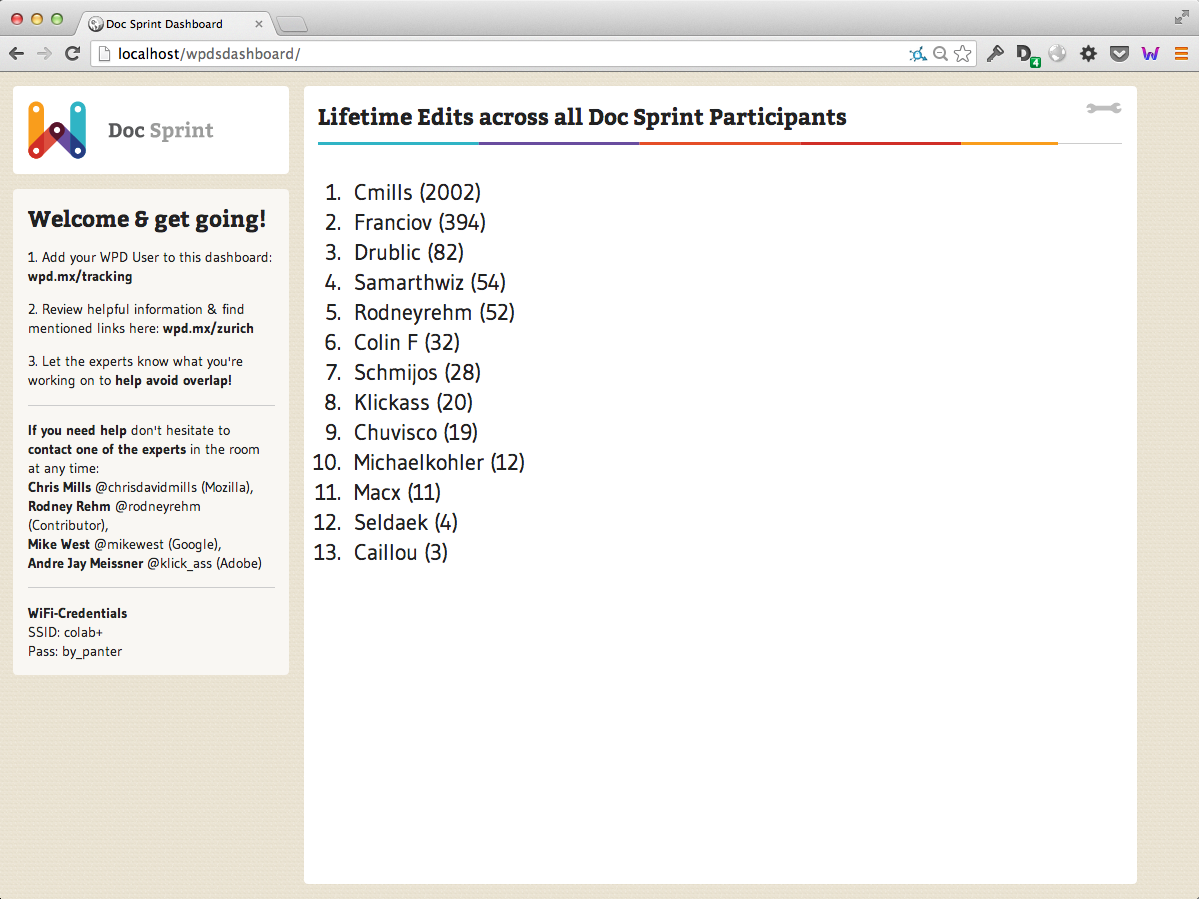 Doc Sprint Dashboard
localhost/wpdsdashboard/
4
Doc Sprint
Welcome & get going!
1. Add your WPD User to this dashboard:
wpd.mx/tracking
2. Review helpful information & find
mentioned links here: wpd.mx/zurich
3. Let the experts know what you're
working on to help avoid overlap!
If you need help don't hesitate to
contact one of the experts in the room
at any time:
Chris Mills @chrisdavidmills (Mozilla),
Rodney Rehm @rodneyrehm
(Contributor),
Mike West @mikewest (Google),
Andre Jay Meissner @klick_ass (Adobe)
WiFi-Credentials
SSID: colab+
Pass: by_panter
Lifetime Edits across all Doc Sprint Participants
1. Cmills (2002)
2. Franciov (394)
3. Drublic (82)
4. Samarthwiz (54)
5. Rodneyrehm (52)
6. Colin F (32)
7. Schmijos (28)
8. Klickass (20)
9. Chuvisco (19)
10. Michaelkohler (12)
11. Macx (11)
12. Seldaek (4)
13. Caillou (3)